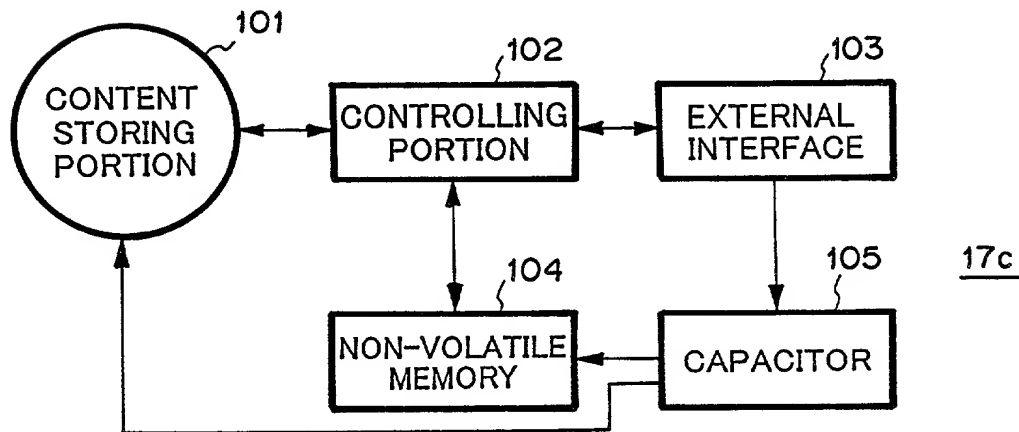 101
CONTENT
STORING
PORTION
102
CONTROLLING
PORTION
103
EXTERNAL
INTERFACE
104
NON-VOLATILE
MEMORY
105
CAPACITOR
17c